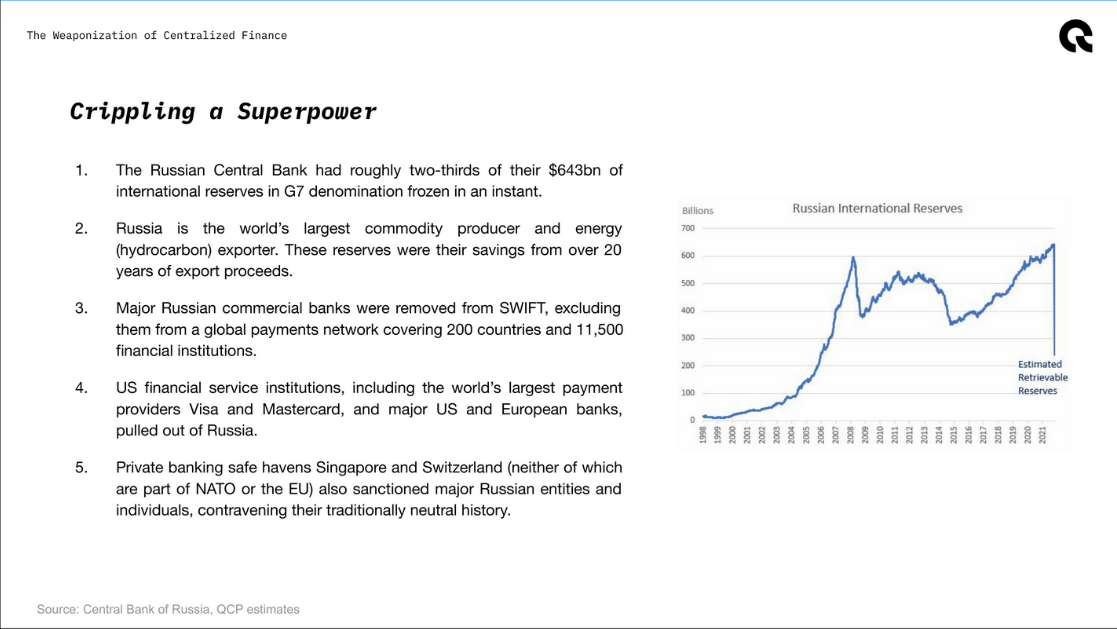 The Weaponization of Centralized Finance
Crippling a Superpower
1. The Russian Central Bank had roughly two-thirds of their $643bn of
international reserves in G7 denomination frozen in an instant.
2. Russia is the world's largest commodity producer and energy
(hydrocarbon) exporter. These reserves were their savings from over 20
years of export proceeds.
3. Major Russian commercial banks were removed from SWIFT, excluding
them from a global payments network covering 200 countries and 11,500
financial institutions.
4. US financial service institutions, including the world's largest payment
providers Visa and Mastercard, and major US and European banks,
pulled out of Russia.
5. Private banking safe havens Singapore and Switzerland (neither of which
are part of NATO or the EU) also sanctioned major Russian entities and
individuals, contravening their traditionally neutral history.
Billions
Russian International Reserves
700
600
500
400
300
200
100
0
Estimated
Retrievable
Reserves
1998 1999 2000 2001 2002 2003 2004 2005 2006 2007 2008 2009 2010 2011 2012 2013 2014 2015 2016 2017 2018 2019 2020 2021
Source: Central Bank of Russia, QCP estimates